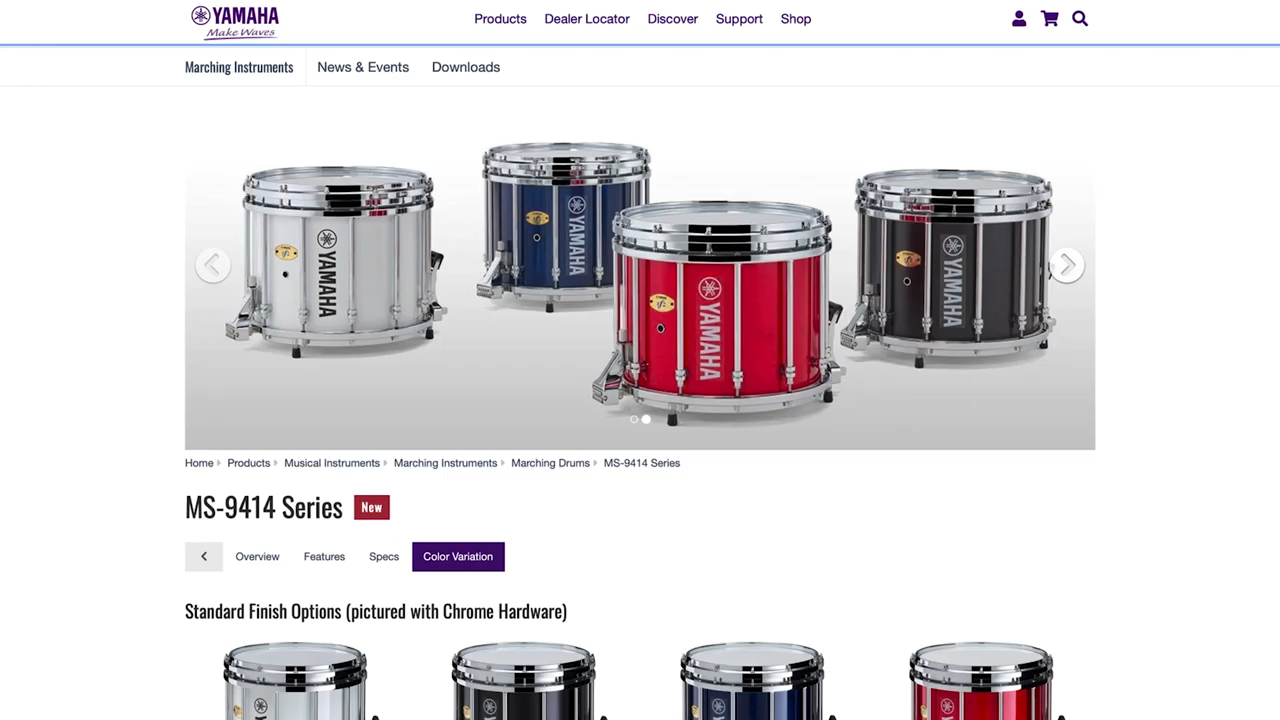 YAMAHA
Make Waves
Products Dealer Locator Discover Support Shop
Marching Instruments News & Events Downloads
YAMAHA
YAMAHA
YAMAHA
YAMAHA
Home Products Musical Instruments Marching Instruments Marching Drums MS-9414 Series
MS-9414 Series New
Overview Features Specs Color Variation
Standard Finish Options (pictured with Chrome Hardware)